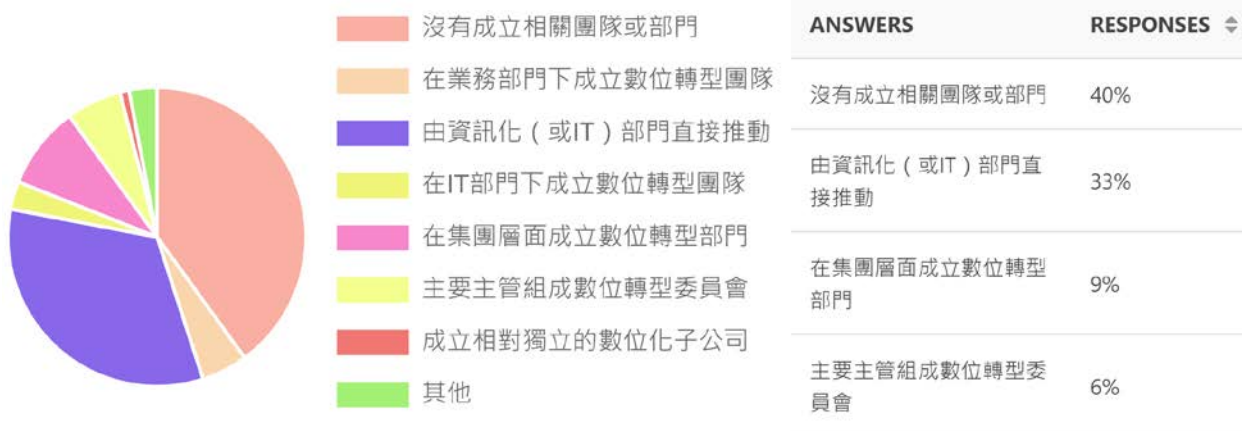 沒有成立相關團隊或部門
在業務部門下成立數位轉型團隊
由資訊化（或IT）部門直接推動
在IT部門下成立數位轉型團隊
在集團層面成立數位轉型部門
主要主管組成數位轉型委員會
成立相對獨立的數位化子公司
其他
ANSWERS RESPONSES
沒有成立相關團隊或部門 40%
由資訊化（或IT）部門直
接推動 33%
在集團層面成立數位轉型
部門 9%
主要主管組成數位轉型委
員會 6%